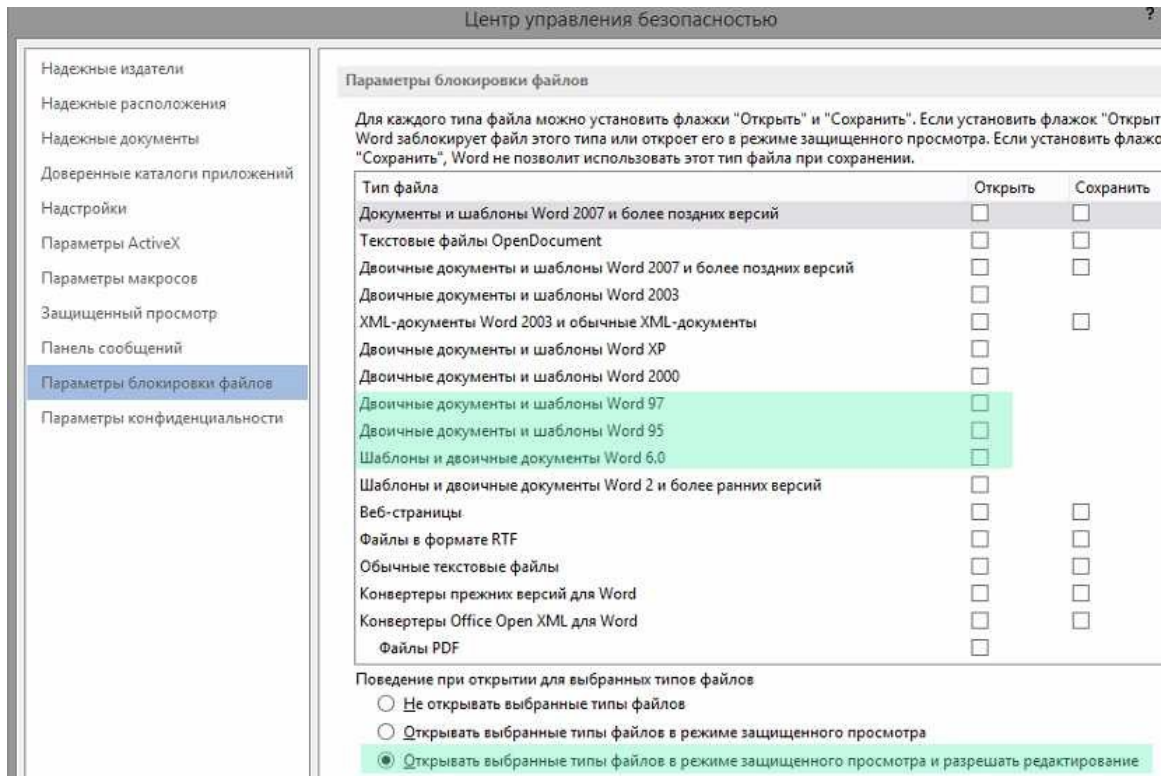 Центр управления безопасностью
?
Надежные издатели
Надежные расположения
Надежные документы
Доверенные каталоги приложений
Надстройки
Параметры ActiveX
Параметры макросов
Защищенный просмотр
Панель сообщений
Параметры блокировки файлов
Параметры конфиденциальности
Параметры блокировки файлов
Для каждого типа файла можно установить флажки "Открыть" и "Сохранить". Если установить флажок "Открыт
Word заблокирует файл этого типа или откроет его в режиме защищенного просмотра. Если установить флажо
"Сохранить", Word не позволит использовать этот тип файла при сохранении.
Тип файла Открыть Сохранить
Документы и шаблоны Word 2007 и более поздних версий
Текстовые файлы OpenDocument
Двоичные документы и шаблоны Word 2007 и более поздних версий
Двоичные документы и шаблоны Word 2003
XML-документы Word 2003 и обычные XML-документы
Двоичные документы и шаблоны Word XP
Двоичные документы и шаблоны Word 2000
Двоичные документы и шаблоны Word 97
Двоичные документы и шаблоны Word 95
Шаблоны и двоичные документы Word 6.0
Шаблоны и двоичные документы Word 2 и более ранних версий
Веб-страницы
Файлы в формате RTF
Обычные текстовые файлы
Конвертеры прежних версий для Word
Конвертеры Office Open XML для Word
Файлы PDF
Поведение при открытии для выбранных типов файлов
Не открывать выбранные типы файлов
Открывать выбранные типы файлов в режиме защищенного просмотра
Открывать выбранные типы файлов в режиме защищенного просмотра и разрешать редактирование